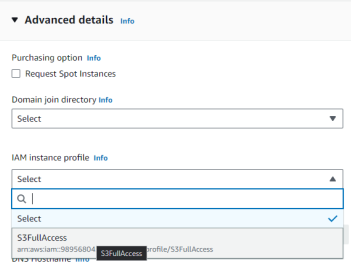 Advanced details Info
Purchasing option Info
Request Spot Instances
Domain join directory Info
Select
IAM instance profile Info
Select
Select
S3FullAccess
arn:aws:iam::98956804 profile/S3FullAccess
S3FullAccess
DNS Hostname Info